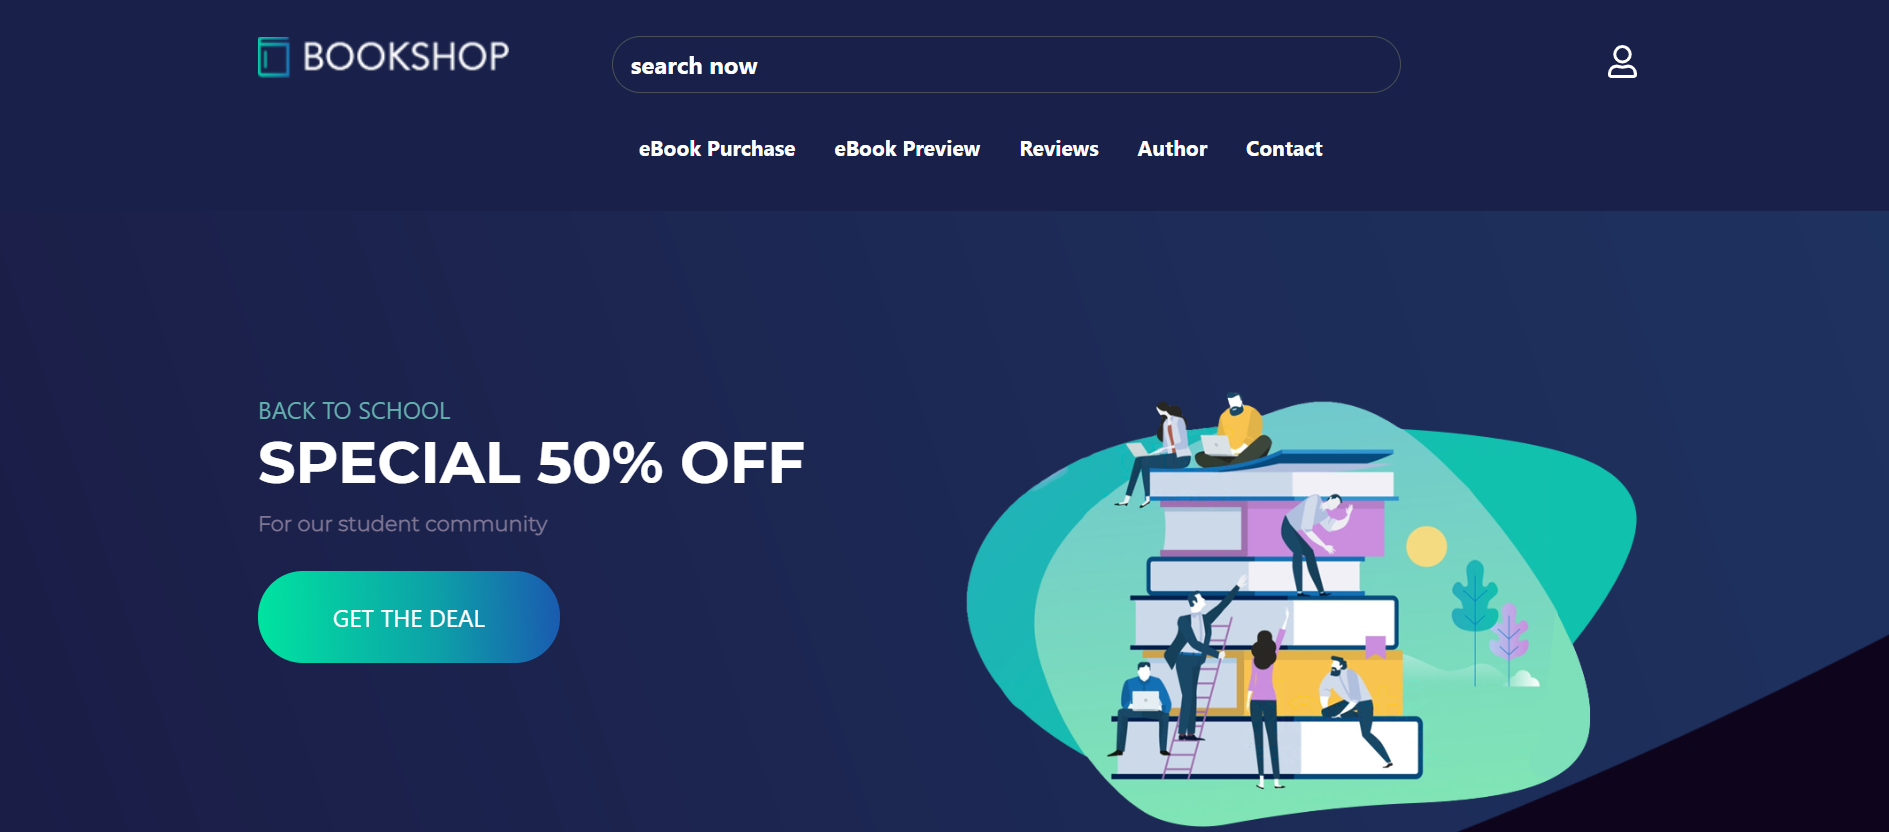 BOOKSHOP
search now
eBook Purchase eBook Preview Reviews Author Contact
BACK TO SCHOOL
SPECIAL 50% OFF
For our student community
GET THE DEAL